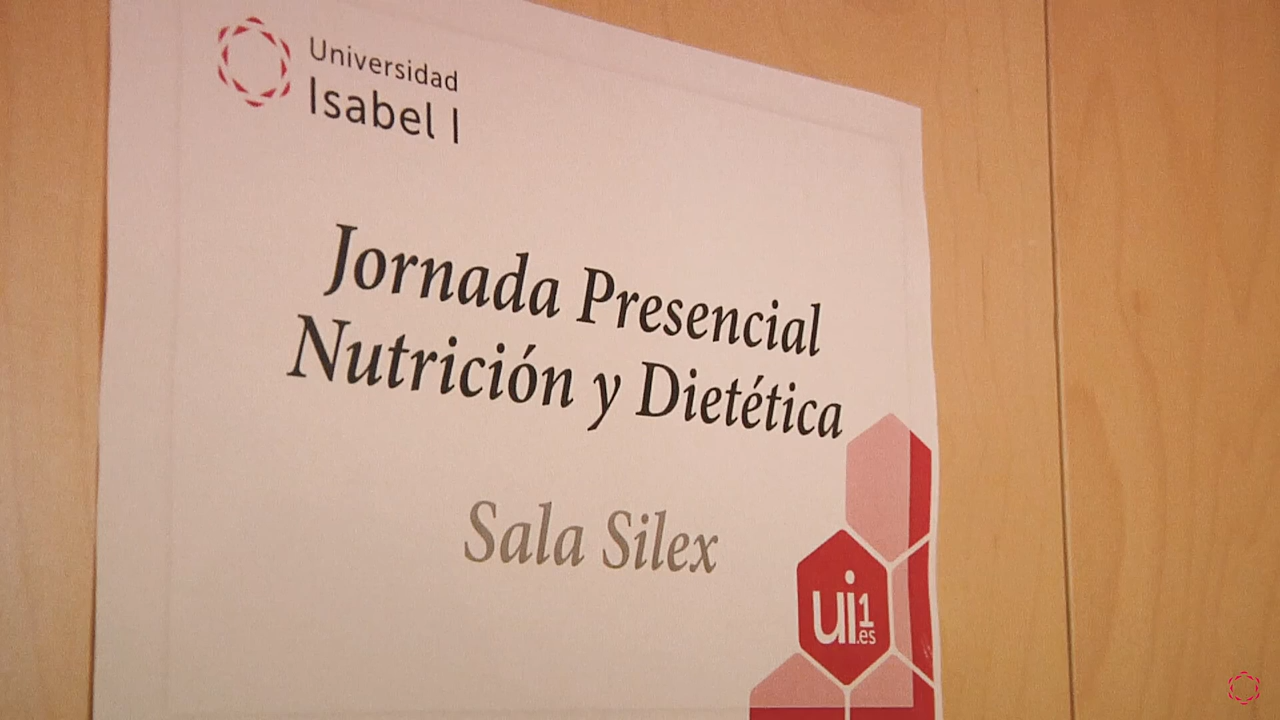 Universidad
Isabel I
Jornada Presencial
Nutrición y Dietética
Sala Silex
ui1
.es